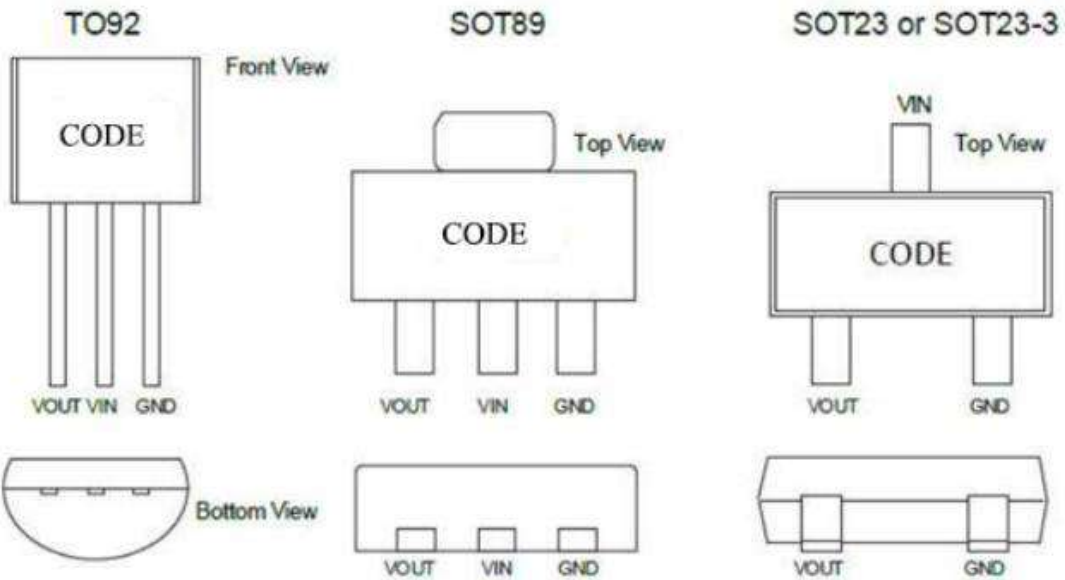 TO92
SOT89
SOT23 or SOT23-3
Front View
VIN
CODE
Top View
Top View
CODE
CODE
VOUT VIN GND
VOUT VIN GND
VOUT GND
Bottom View
VOUT VIN GND
VOUT GND